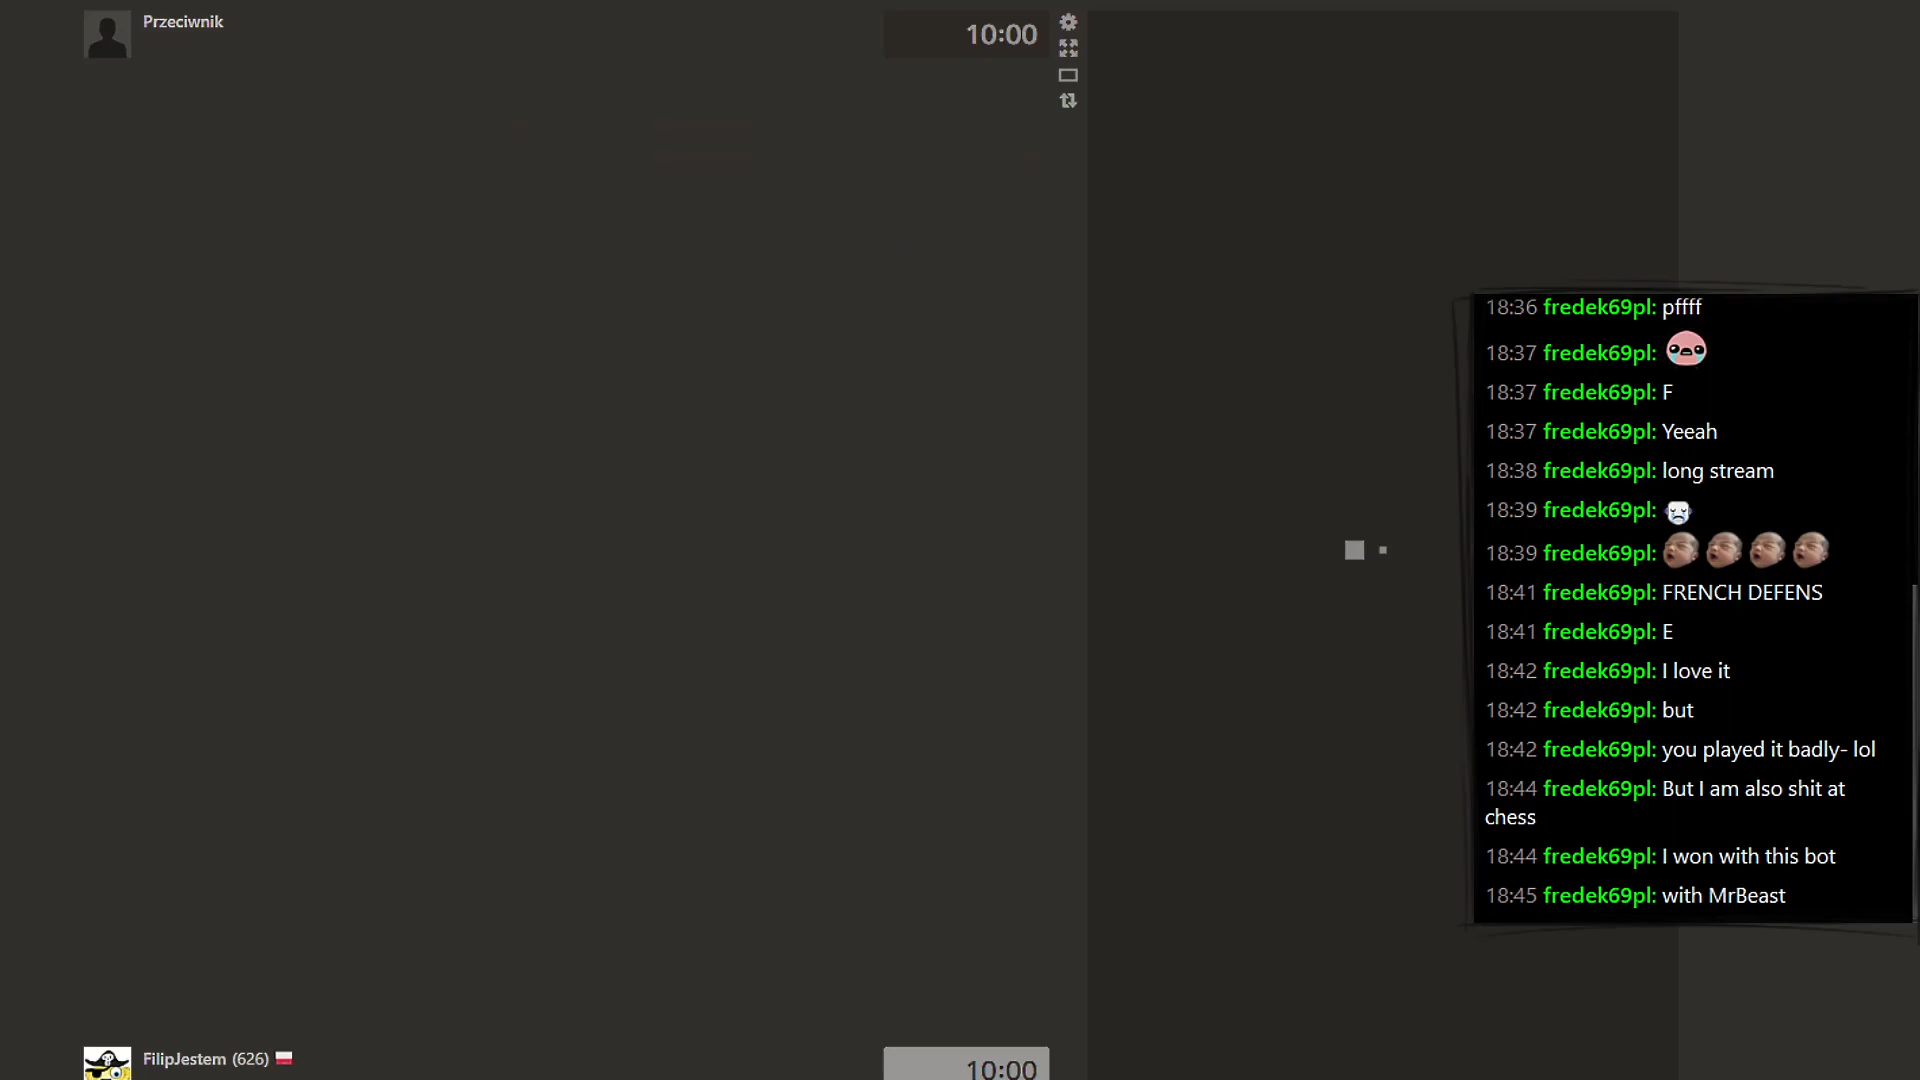 Przeciwnik
10:00
18:36 fredek69pl: pffff
18:37 fredek69pl:
18:37 fredek69pl: F
18:37 fredek69pl: Yeeah
18:38 fredek69pl: long stream
18:39 fredek69pl:
18:39 fredek69pl:
18:41 fredek69pl: FRENCH DEFENS
18:41 fredek69pl: E
18:42 fredek69pl: I love it
18:42 fredek69pl: but
18:42 fredek69pl: you played it badly- lol
18:44 fredek69pl: But I am also shit at
chess
18:44 fredek69pl: I won with this bot
18:45 fredek69pl: with MrBeast
FilipJestem (626)
10:00